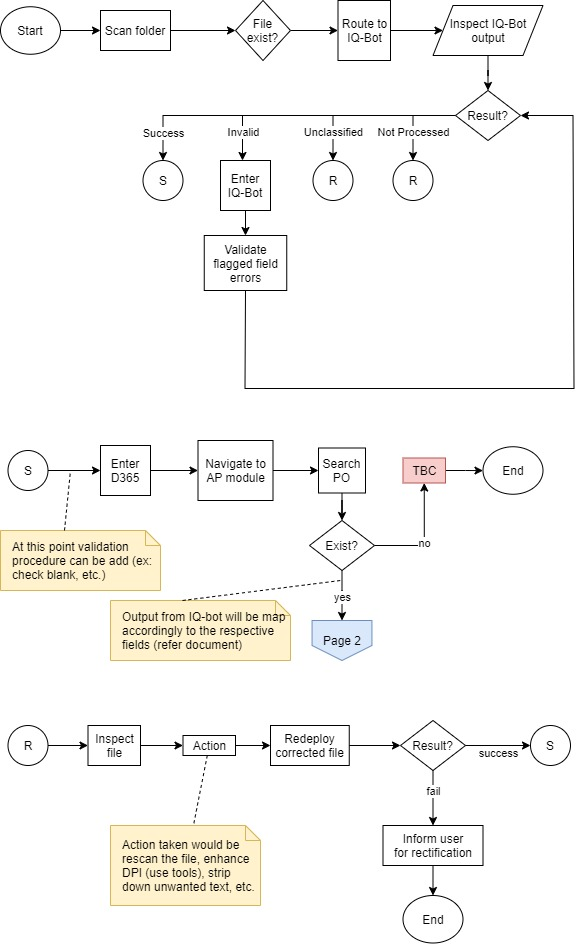 Start
Scan folder
File
exist?
Route to
IQ-Bot
Inspect IQ-Bot
output
Result?
Success
Invalid
Unclassified
Not Processed
S
Enter
IQ-Bot
R
R
Validate
flagged field
errors
S
Enter
D365
Navigate to
AP module
Search
PO
TBC
End
At this point validation
procedure can be add (ex:
check blank, etc.)
Exist?
no
yes
Output from IQ-bot will be map
accordingly to the respective
fields (refer document)
Page 2
R
Inspect
file
Action
Redeploy
corrected file
Result?
success
S
fail
Action taken would be
rescan the file, enhance
DPI (use tools), strip
down unwanted text, etc.
Inform user
for rectification
End